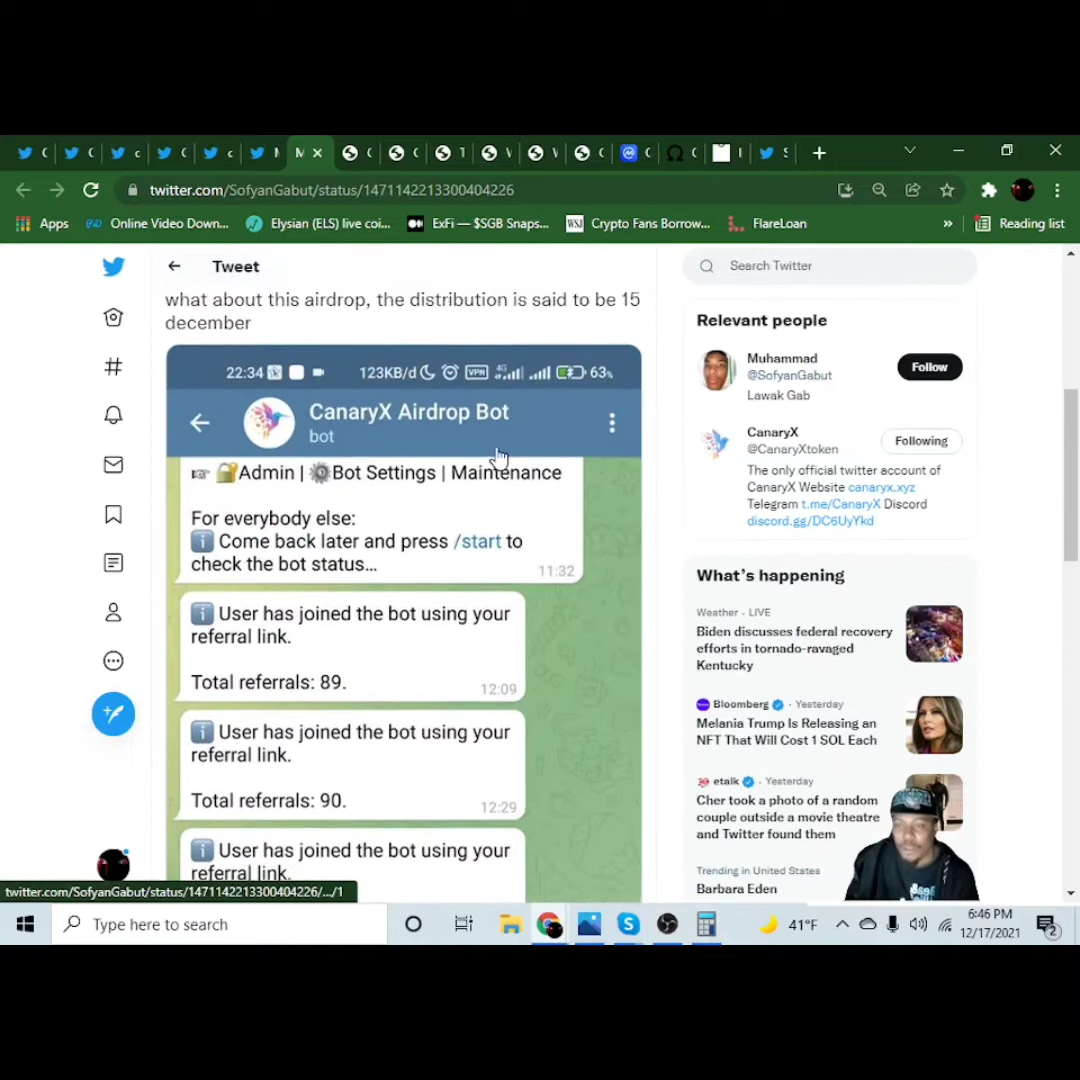 M
twitter.com/SofyanGabut/status/1471142213300404226
Apps
Online Video Down...
Elysian (ELS) live coi...
ExFi — $SGB Snaps...
WSJ
Crypto Fans Borrow...
FlareLoan
»
Reading list
Tweet
what about this airdrop, the distribution is said to be 15
december
22:34
123KB/d
VPN
4G
63%
CanaryX Airdrop Bot
bot
Admin | Bot Settings | Maintenance
For everybody else:
Come back later and press /start to
check the bot status...
11:32
User has joined the bot using your
referral link.
Total referrals: 89.
12:09
User has joined the bot using your
referral link.
Total referrals: 90.
12:29
User has joined the bot using your
referral link.
Search Twitter
Relevant people
Muhammad
@SofyanGabut
Follow
Lawak Gab
CanaryX
@CanaryXtoken
Following
The only official twitter account of
CanaryX Website canaryx.xyz
Telegram t.me/CanaryX Discord
discord.gg/DC6UyYkd
What's happening
Weather · LIVE
Biden discusses federal recovery
efforts in tornado-ravaged
Kentucky
Bloomberg · Yesterday
Melania Trump Is Releasing an
NFT That Will Cost 1 SOL Each
etalk · Yesterday
Cher took a photo of a random
couple outside a movie theatre
and Twitter found them
Trending in United States
Barbara Eden
twitter.com/SofyanGabut/status/1471142213300404226/.../1
Type here to search
41°F
6:46 PM
12/17/2021
2